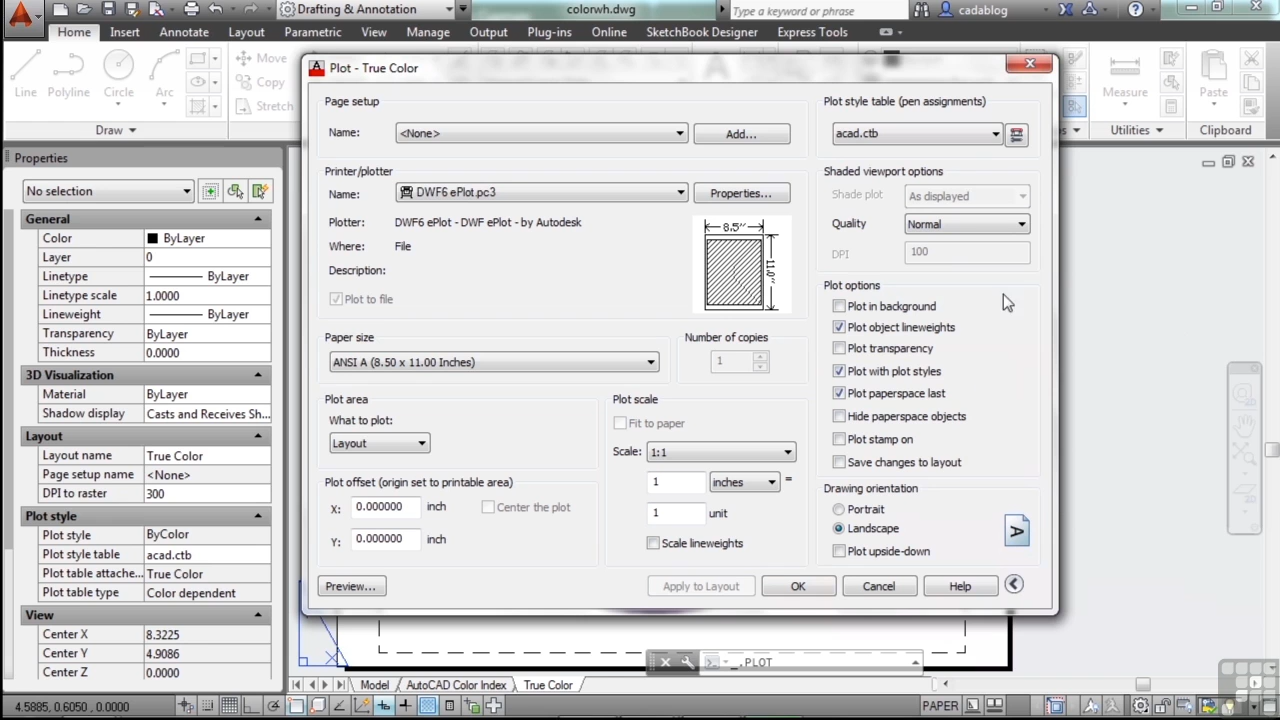 Drafting & Annotation
colorwh.dwg
Type a keyword or phrase
cadablog
Home
Insert
Annotate
Layout
Parametric
View
Manage
Output
Plug-ins
Online
SketchBook Designer
Express Tools
Line
Polyline
Circle
Arc
Move
Copy
Stretch
Draw
Measure
Paste
Utilities
Clipboard
Properties
No selection
General
Color ByLayer
Layer 0
Linetype ByLayer
Linetype scale 1.0000
Lineweight ByLayer
Transparency ByLayer
Thickness 0.0000
3D Visualization
Material ByLayer
Shadow display Casts and Receives Sh...
Layout
Layout name True Color
Page setup name <None>
DPI to raster 300
Plot style
Plot style ByColor
Plot style table acad.ctb
Plot table attache... True Color
Plot table type Color dependent
View
Center X 8.3225
Center Y 4.9086
Center Z 0.0000
Plot - True Color
Page setup
Name: <None> Add...
Printer/plotter
Name: DWF6 ePlot.pc3 Properties...
Plotter: DWF6 ePlot - DWF ePlot - by Autodesk
Where: File
Description:
Plot to file
8.5''
11.0''
Paper size
ANSI A (8.50 x 11.00 Inches)
Number of copies
1
Plot area
What to plot:
Layout
Plot offset (origin set to printable area)
X: 0.000000 inch Center the plot
Y: 0.000000 inch
Plot scale
Fit to paper
Scale: 1:1
1 inches =
1 unit
Scale lineweights
Plot style table (pen assignments)
acad.ctb
Shaded viewport options
Shade plot As displayed
Quality Normal
DPI 100
Plot options
Plot in background
Plot object lineweights
Plot transparency
Plot with plot styles
Plot paperspace last
Hide paperspace objects
Plot stamp on
Save changes to layout
Drawing orientation
Portrait
Landscape
Plot upside-down
A
Preview... Apply to Layout OK Cancel Help
_.PLOT
Model
AutoCAD Color Index
True Color
4.5885, 0.6050, 0.0000
PAPER